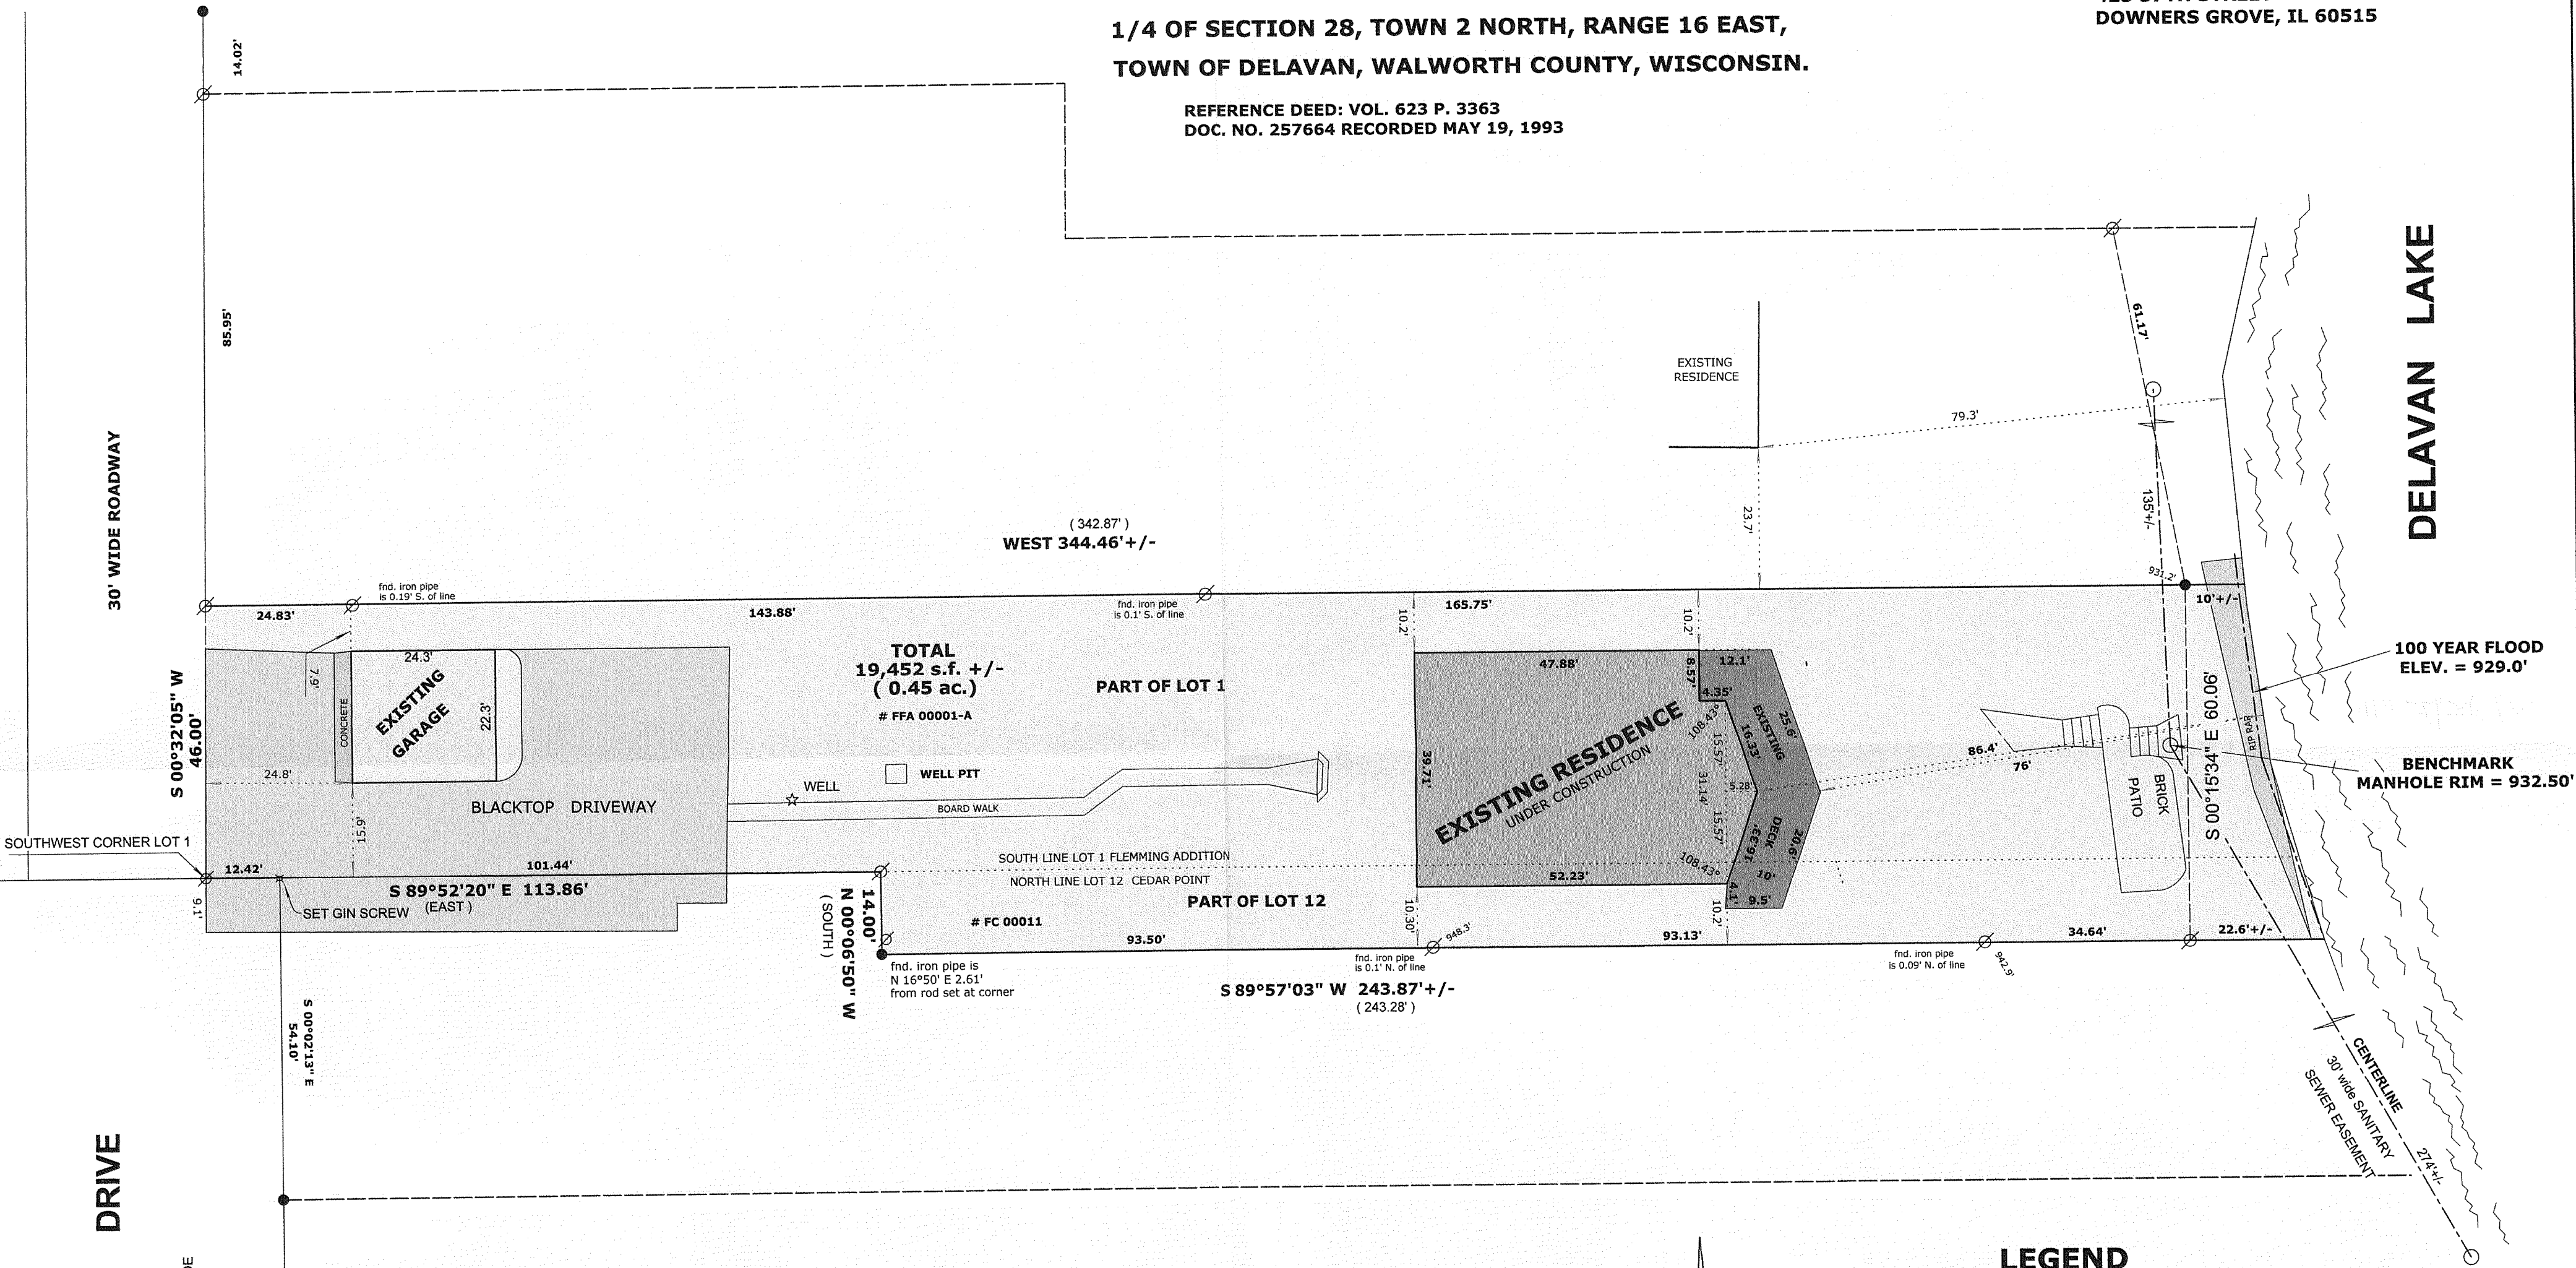 1/4 OF SECTION 28, TOWN 2 NORTH, RANGE 16 EAST,
TOWN OF DELAVAN, WALWORTH COUNTY, WISCONSIN.
REFERENCE DEED: VOL. 623 P. 3363
DOC. NO. 257664 RECORDED MAY 19, 1993
DOWNERS GROVE, IL 60515
14.02'
85.95'
30' WIDE ROADWAY
DELAVAN LAKE
61.17'
EXISTING
RESIDENCE
79.3'
23.7'
135'+/-
( 342.87' )
WEST 344.46'+/-
931.2'
fnd. iron pipe
is 0.19' S. of line
fnd. iron pipe
is 0.1' S. of line
24.83'
143.88'
165.75'
10'+/-
10.2'
10.2'
TOTAL
19,452 s.f. +/-
( 0.45 ac.)
# FFA 00001-A
PART OF LOT 1
S 00°32'05" W
46.00'
7.9'
CONCRETE
24.3'
EXISTING
GARAGE
22.3'
24.8'
15.9'
BLACKTOP DRIVEWAY
WELL
WELL PIT
BOARD WALK
47.88'
8.57'
12.1'
4.35'
108.43°
16.33'
EXISTING
25.6'
15.57'
31.14'
5.28'
15.57'
39.71'
EXISTING RESIDENCE
UNDER CONSTRUCTION
16.33'
DECK
20.6'
108.43°
10'
4.1'
9.5'
52.23'
86.4'
76'
BRICK
PATIO
S 00°15'34" E 60.06'
RIP RAP
100 YEAR FLOOD
ELEV. = 929.0'
BENCHMARK
MANHOLE RIM = 932.50'
SOUTHWEST CORNER LOT 1
12.42'
101.44'
S 89°52'20" E 113.86'
(EAST )
SET GIN SCREW
9.1'
SOUTH LINE LOT 1 FLEMMING ADDITION
NORTH LINE LOT 12 CEDAR POINT
PART OF LOT 12
# FC 00011
14.00'
N 00°06'50" W
( SOUTH )
93.50'
10.30'
948.3'
93.13'
10.2'
34.64'
22.6'+/-
fnd. iron pipe is
N 16°50' E 2.61'
from rod set at corner
fnd. iron pipe
is 0.1' N. of line
fnd. iron pipe
is 0.09' N. of line
942.9'
S 89°57'03" W 243.87'+/-
( 243.28' )
S 00°02'13" E
54.10'
CENTERLINE
30' wide SANITARY
SEWER EASEMENT
274'+/-
DRIVE
LEGEND